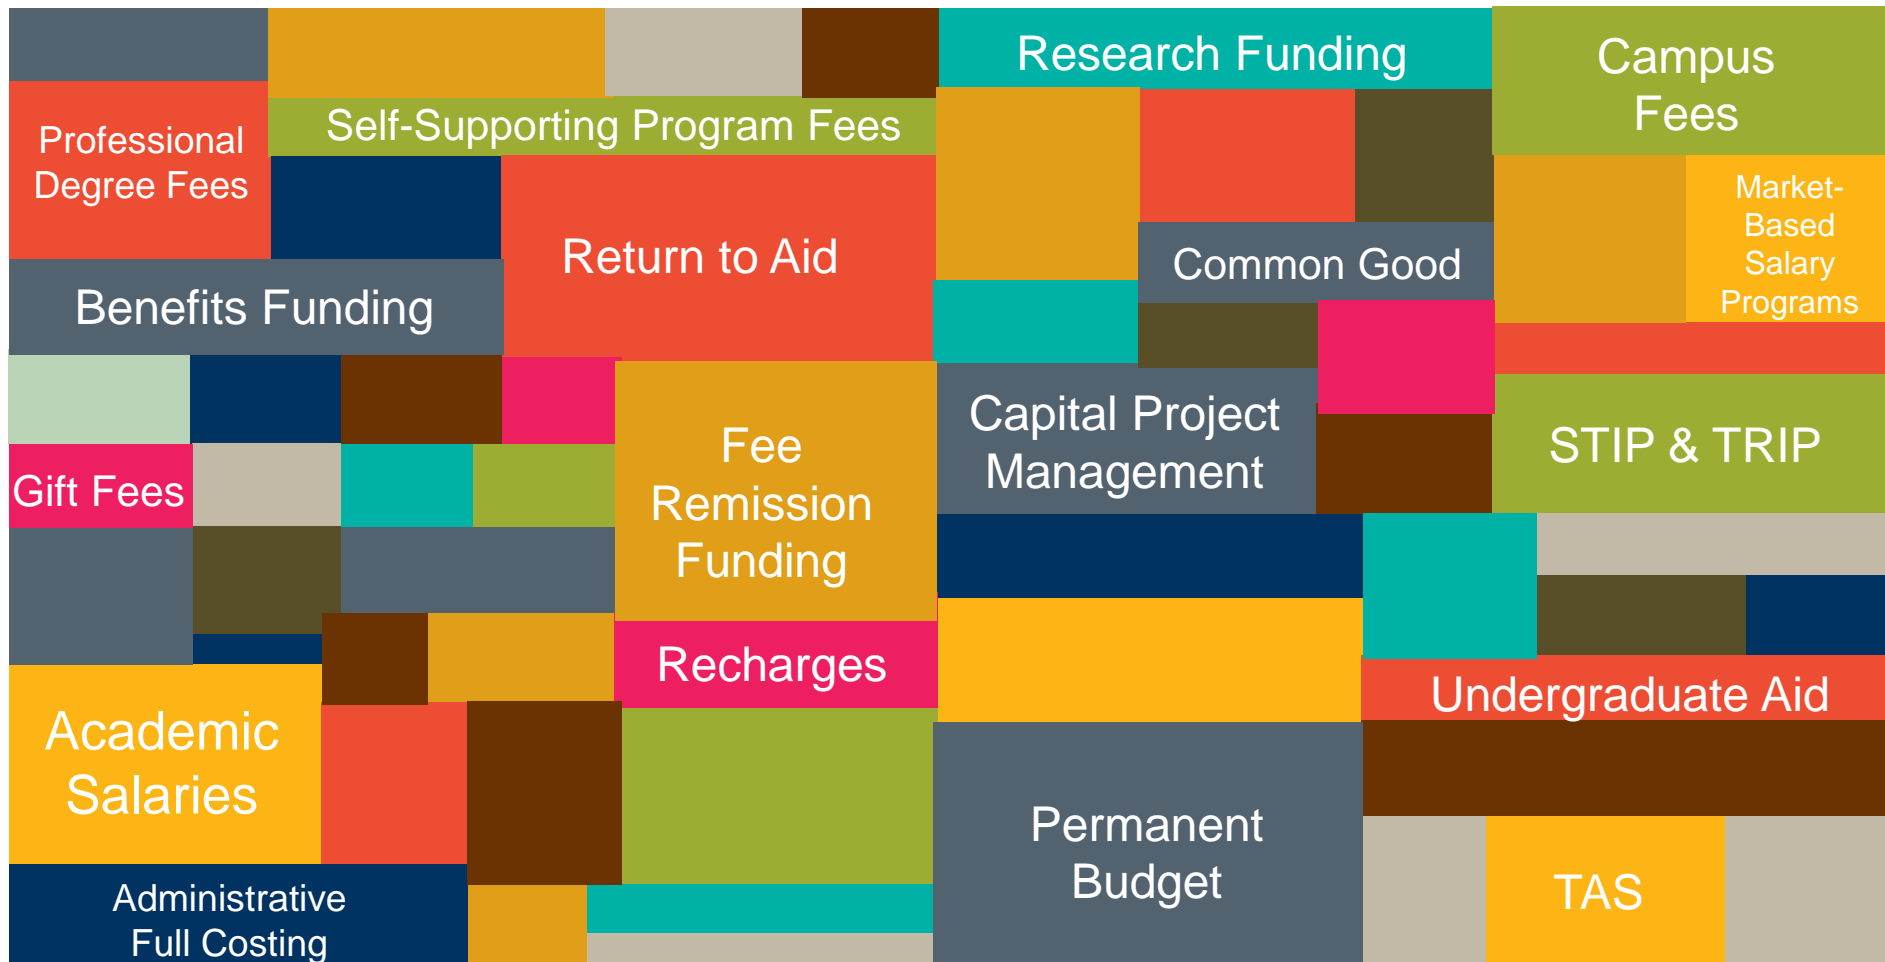 Research Funding
Campus
Fees
Self-Supporting Program Fees
Professional
Degree Fees
Market-
Based
Salary
Programs
Return to Aid
Common Good
Benefits Funding
Capital Project
Management
Fee
Remission
Funding
STIP & TRIP
Gift Fees
Recharges
Undergraduate Aid
Academic
Salaries
Permanent
Budget
TAS
Administrative
Full Costing